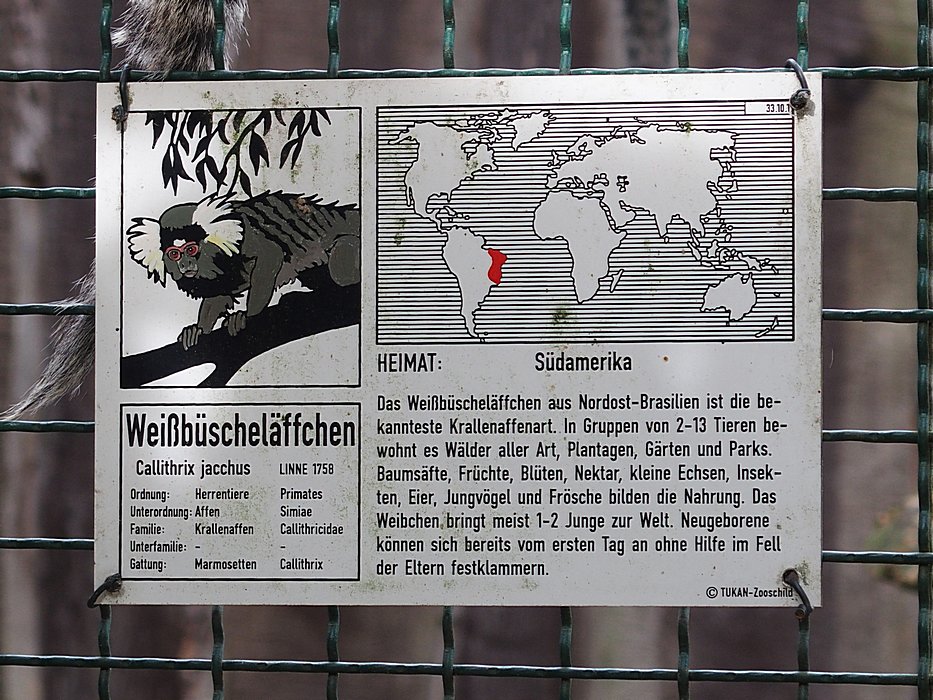 33.10.1
HEIMAT: Südamerika
Weißbüscheläffchen
Callithrix jacchus LINNE 1758
Ordnung: Herrentiere Primates
Unterordnung: Affen Simiae
Familie: Krallenaffen Callithricidae
Unterfamilie: - -
Gattung: Marmosetten Callithrix
Das Weißbüscheläffchen aus Nordost-Brasilien ist die be-
kannteste Krallenaffenart. In Gruppen von 2-13 Tieren be-
wohnt es Wälder aller Art, Plantagen, Gärten und Parks.
Baumsäfte, Früchte, Blüten, Nektar, kleine Echsen, Insek-
ten, Eier, Jungvögel und Frösche bilden die Nahrung. Das
Weibchen bringt meist 1-2 Junge zur Welt. Neugeborene
können sich bereits vom ersten Tag an ohne Hilfe im Fell
der Eltern festklammern.
© TUKAN-Zooschild